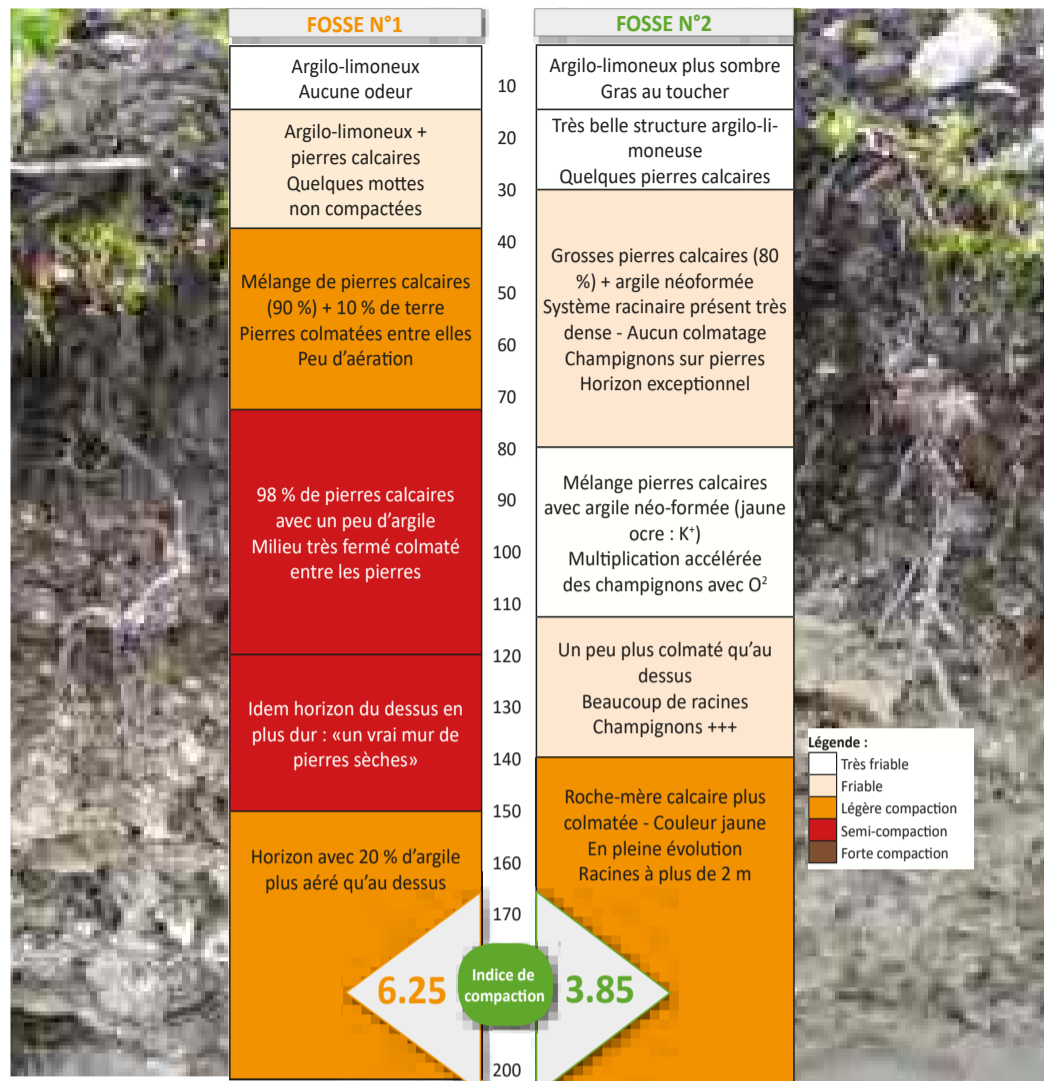 FOSSE N°1
Argilo-limoneux
Aucune odeur
Argilo-limoneux +
pierres calcaires
Quelques mottes
non compactées
Mélange de pierres calcaires
(90 %) + 10 % de terre
Pierres colmatées entre elles
Peu d'aération
98 % de pierres calcaires
avec un peu d'argile
Milieu très fermé colmaté
entre les pierres
Idem horizon du dessus en
plus dur : «un vrai mur de
pierres sèches»
Horizon avec 20 % d'argile
plus aéré qu'au dessus
6.25
10
20
30
40
50
60
70
80
90
100
110
120
130
140
150
160
170
Indice de
compaction
200
FOSSE N°2
Argilo-limoneux plus sombre
Gras au toucher
Très belle structure argilo-li-
moneuse
Quelques pierres calcaires
Grosses pierres calcaires (80
%) + argile néoformée
Système racinaire présent très
dense - Aucun colmatage
Champignons sur pierres
Horizon exceptionnel
Mélange pierres calcaires
avec argile néo-formée (jaune
ocre : K⁺)
Multiplication accélérée
des champignons avec O²
Un peu plus colmaté qu'au
dessus
Beaucoup de racines
Champignons +++
Roche-mère calcaire plus
colmatée - Couleur jaune
En pleine évolution
Racines à plus de 2 m
3.85
Légende :
Très friable
Friable
Légère compaction
Semi-compaction
Forte compaction